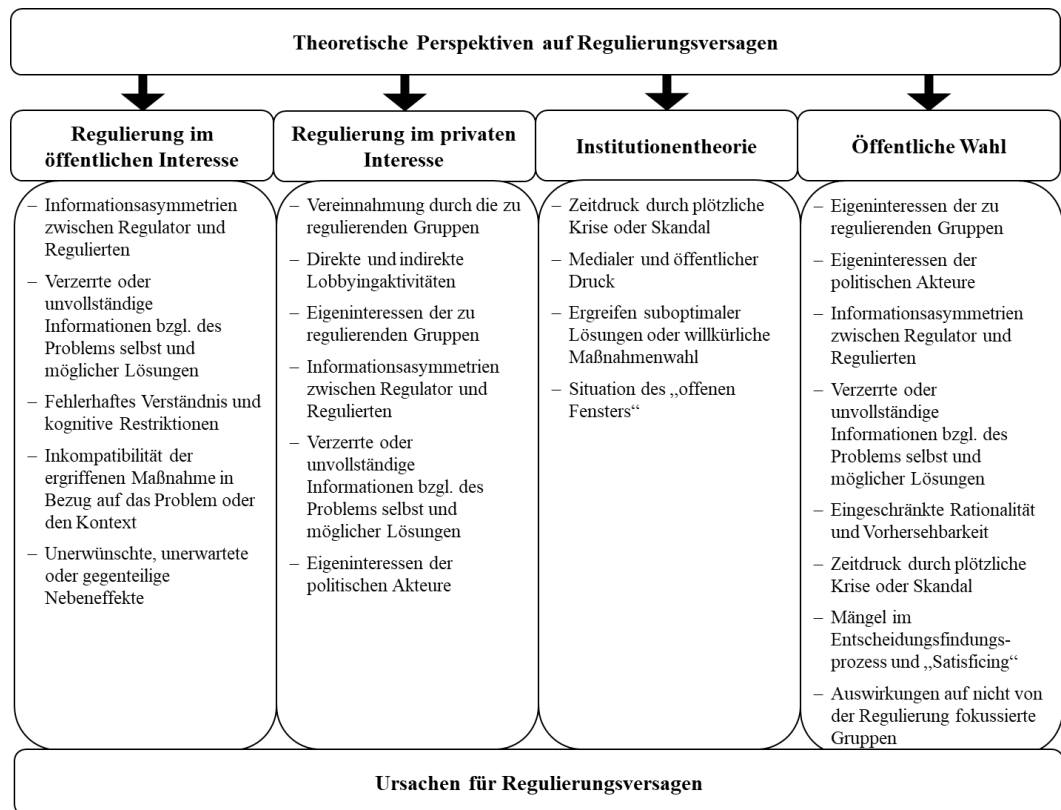 Theoretische Perspektiven auf Regulierungsversagen
Regulierung im
öffentlichen Interesse
– Informationsasymmetrien
zwischen Regulator und
Regulierten
– Verzerrte oder
unvollständige
Informationen bzgl. des
Problems selbst und
möglicher Lösungen
– Fehlerhaftes Verständnis und
kognitive Restriktionen
– Inkompatibilität der
ergriffenen Maßnahme in
Bezug auf das Problem oder
den Kontext
– Unerwünschte, unerwartete
oder gegenteilige
Nebeneffekte
Regulierung im privaten
Interesse
– Vereinnahmung durch die zu
regulierenden Gruppen
– Direkte und indirekte
Lobbyingaktivitäten
– Eigeninteressen der zu
regulierenden Gruppen
– Informationsasymmetrien
zwischen Regulator und
Regulierten
– Verzerrte oder
unvollständige
Informationen bzgl. des
Problems selbst und
möglicher Lösungen
– Eigeninteressen der
politischen Akteure
Institutionentheorie
– Zeitdruck durch plötzliche
Krise oder Skandal
– Medialer und öffentlicher
Druck
– Ergreifen suboptimaler
Lösungen oder willkürliche
Maßnahmenwahl
– Situation des „offenen
Fensters“
Öffentliche Wahl
– Eigeninteressen der zu
regulierenden Gruppen
– Eigeninteressen der
politischen Akteure
– Informationsasymmetrien
zwischen Regulator und
Regulierten
– Verzerrte oder
unvollständige
Informationen bzgl. des
Problems selbst und
möglicher Lösungen
– Eingeschränkte Rationalität
und Vorhersehbarkeit
– Zeitdruck durch plötzliche
Krise oder Skandal
– Mängel im
Entscheidungsfindungs-
prozess und „Satisficing“
– Auswirkungen auf nicht von
der Regulierung fokussierte
Gruppen
Ursachen für Regulierungsversagen